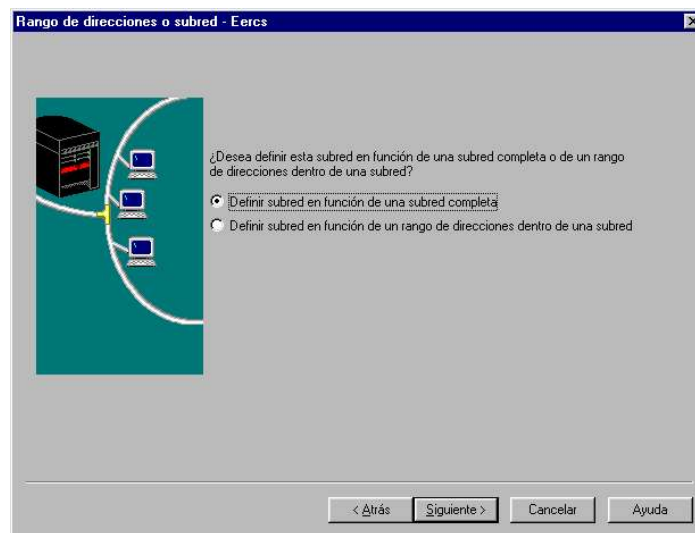 Rango de direcciones o subred - Eercs
¿Desea definir esta subred en función de una subred completa o de un rango
de direcciones dentro de una subred?
Definir subred en función de una subred completa
Definir subred en función de un rango de direcciones dentro de una subred
< Atrás
Siguiente >
Cancelar
Ayuda